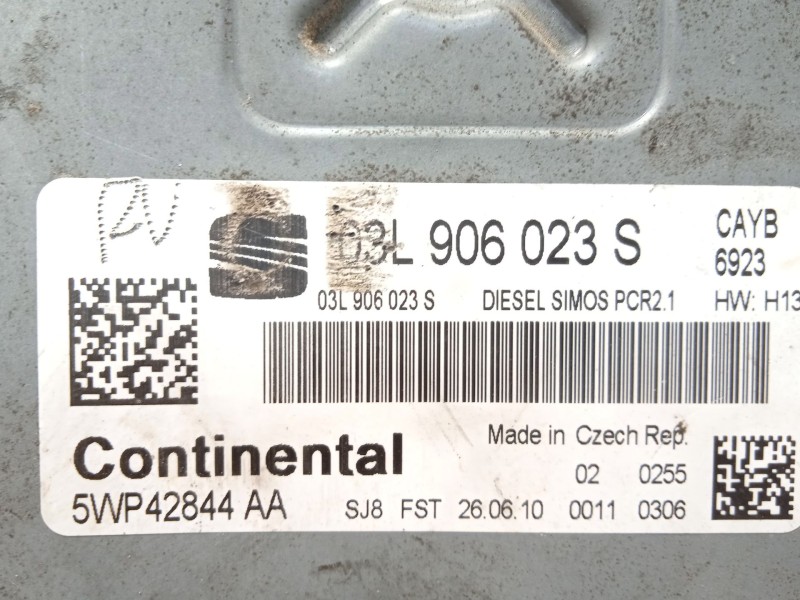 03L 906 023 S
CAYB
6923
03L 906 023 S DIESEL SIMOS PCR2.1 HW: H13
Continental
Made in Czech Rep.
02 0255
5WP42844 AA SJ8 FST 26.06.10 0011 0306